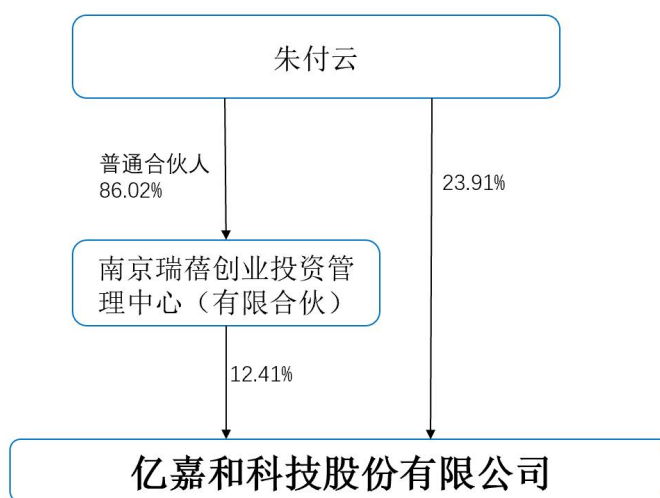 朱付云
普通合伙人
86.02%
23.91%
南京瑞蓓创业投资管
理中心（有限合伙）
12.41%
亿嘉和科技股份有限公司